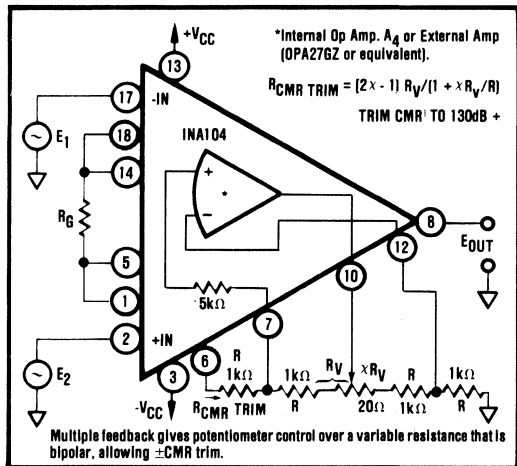 *Internal Op Amp. A4 or External Amp
(OPA27GZ or equivalent).
RCMR TRIM = (2x - 1) RV/(1 + xRV/R)
TRIM CMR TO 130dB +
+VCC
13
17
-IN
E1
18
14
INA104
RG
+
*
-
8
EOUT
12
5
5kΩ
10
1
7
2
+IN
6
3
E2
-VCC
R
1kΩ
RCMR TRIM
1kΩ
R
RV
xRV
20Ω
R
1kΩ
1kΩ
R
Multiple feedback gives potentiometer control over a variable resistance that is
bipolar, allowing ±CMR trim.